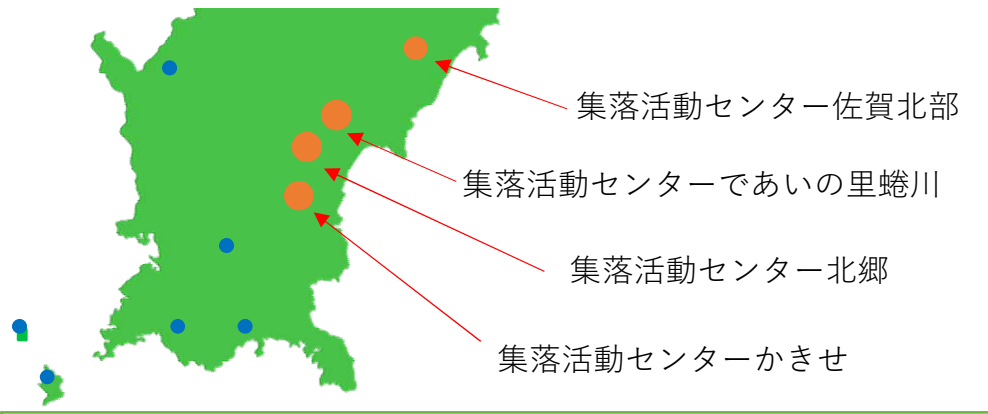 集落活動センター佐賀北部
集落活動センターであいの里蜷川
集落活動センター北郷
集落活動センターかきせ